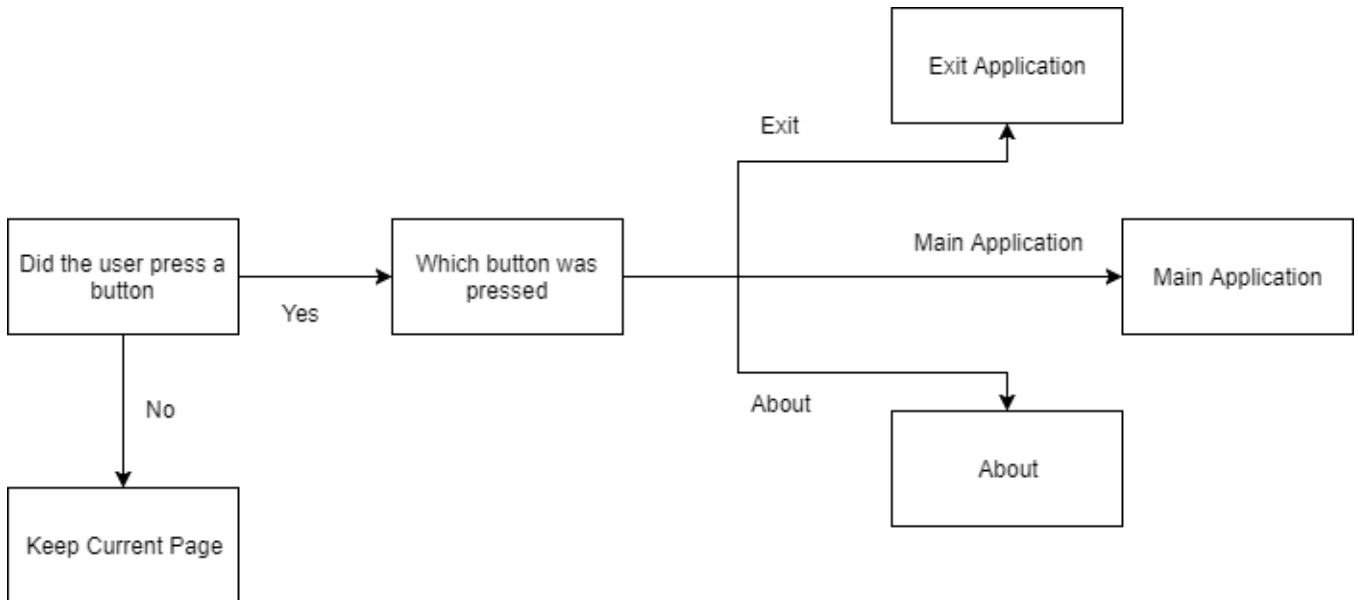 Exit Application
Exit
Did the user press a
button
Yes
Which button was
pressed
Main Application
Main Application
No
About
About
Keep Current Page